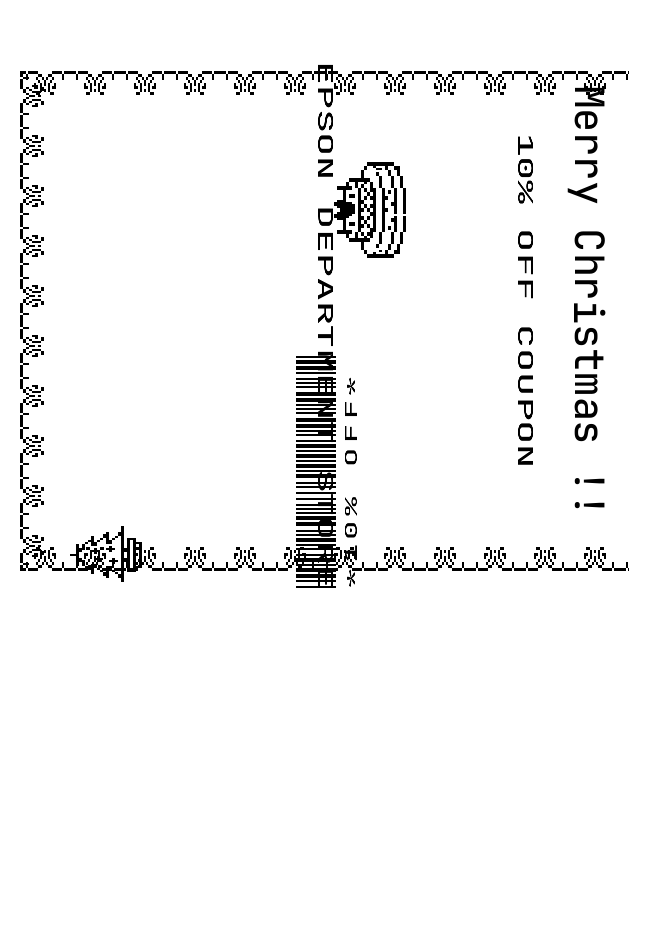 Merry Christmas !!
10% OFF COUPON
*10% OFF*
EPSON DEPARTMENT STORE